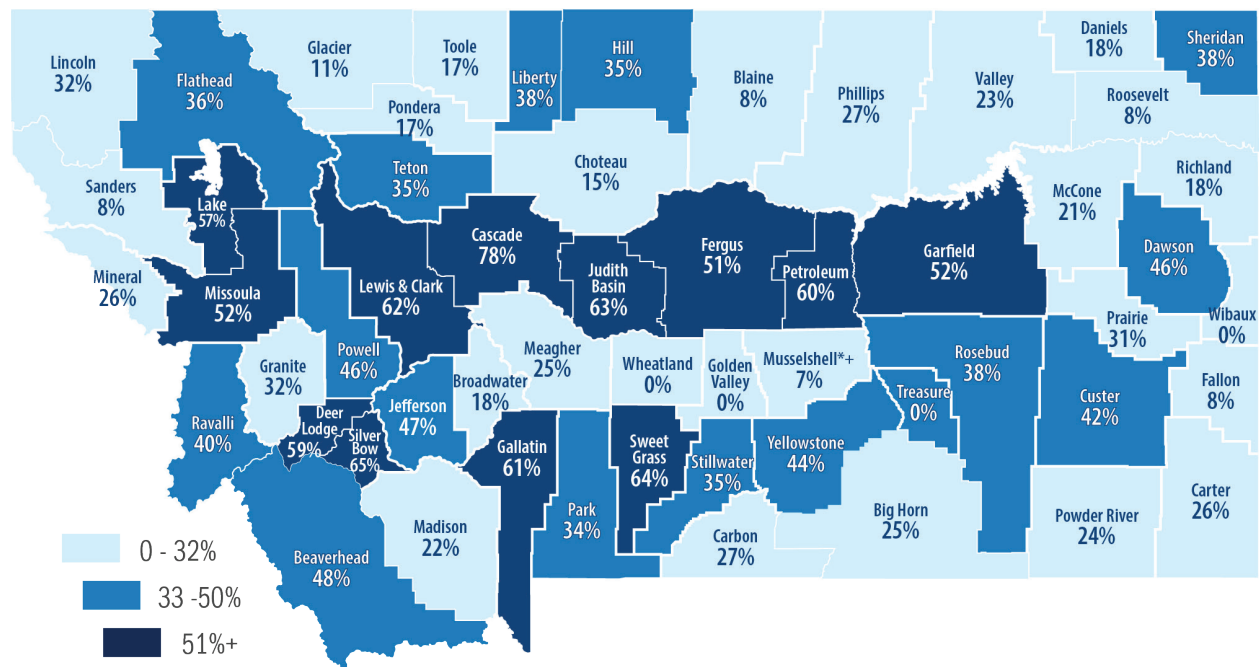 Lincoln
32%
Flathead
36%
Glacier
11%
Toole
17%
Pondera
17%
Liberty
38%
Hill
35%
Blaine
8%
Phillips
27%
Valley
23%
Daniels
18%
Sheridan
38%
Roosevelt
8%
Richland
18%
Sanders
8%
Lake
57%
Teton
35%
Choteau
15%
McCone
21%
Dawson
46%
Mineral
26%
Missoula
52%
Lewis & Clark
62%
Cascade
78%
Judith
Basin
63%
Fergus
51%
Petroleum
60%
Garfield
52%
Prairie
31%
Wibaux
0%
Granite
32%
Powell
46%
Meagher
25%
Broadwater
18%
Wheatland
0%
Golden
Valley
0%
Musselshell*+
7%
Rosebud
38%
Treasure
0%
Custer
42%
Fallon
8%
Ravalli
40%
Deer
Lodge
59%
Silver
Bow
65%
Jefferson
47%
Gallatin
61%
Park
34%
Sweet
Grass
64%
Stillwater
35%
Yellowstone
44%
Big Horn
25%
Powder River
24%
Carter
26%
Beaverhead
48%
Madison
22%
Carbon
27%
0 - 32%
33 -50%
51%+